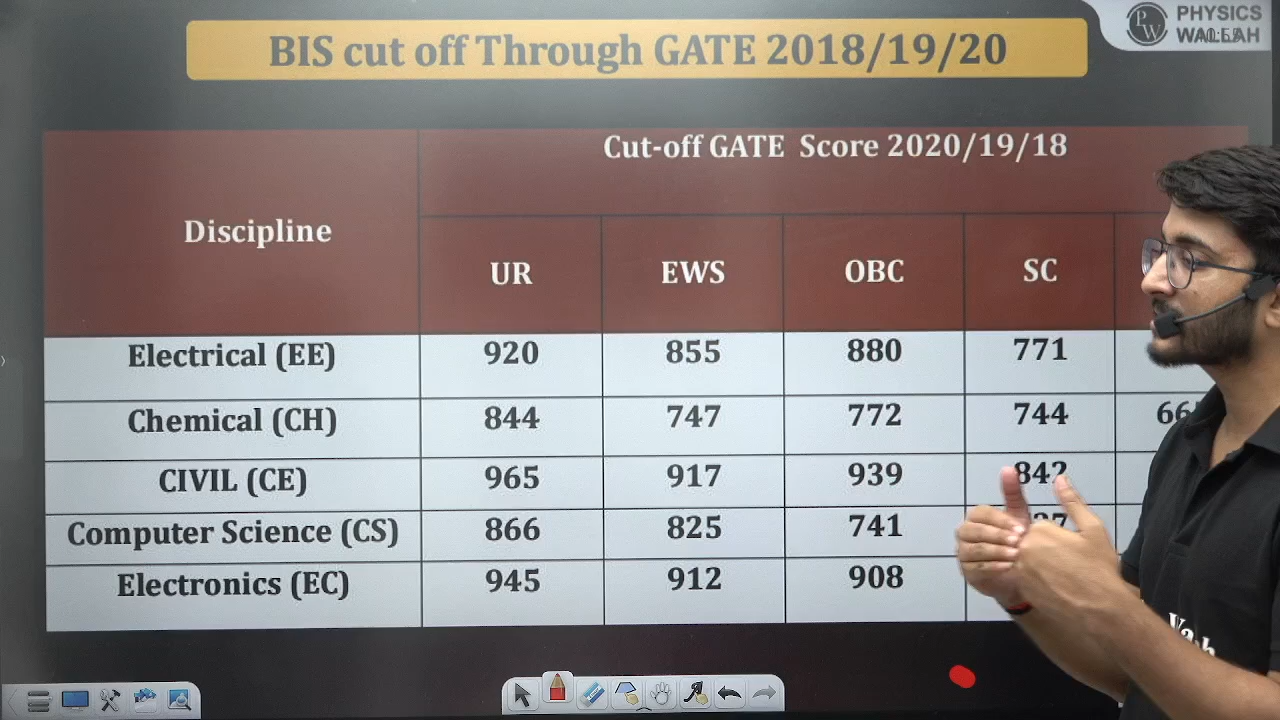 BIS cut off Through GATE 2018/19/20
PHYSICS
WALLAH
Cut-off GATE Score 2020/19/18
Discipline
UR EWS OBC SC
Electrical (EE) 920 855 880 771
Chemical (CH) 844 747 772 744
CIVIL (CE) 965 917 939 842
Computer Science (CS) 866 825 741
Electronics (EC) 945 912 908